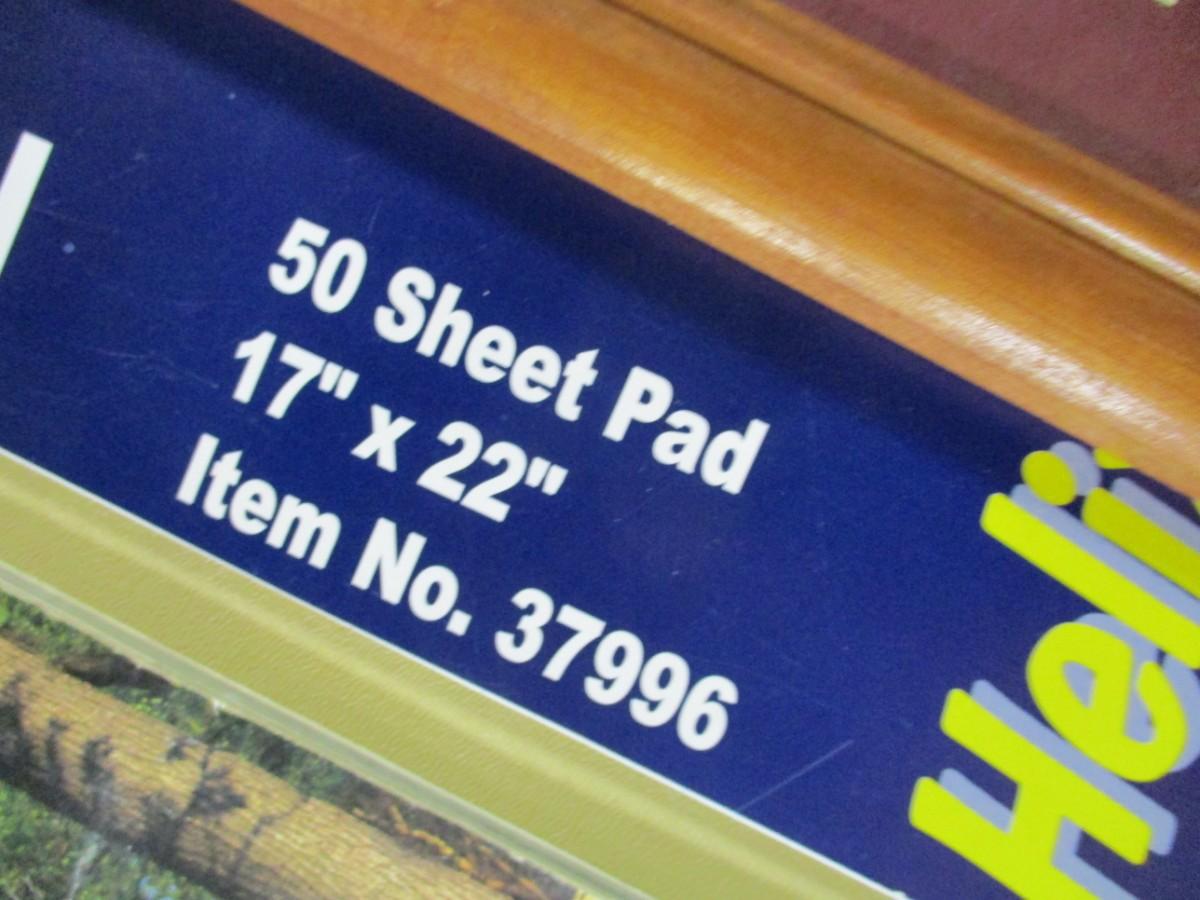 50 Sheet Pad
17" x 22"
Item No. 37996